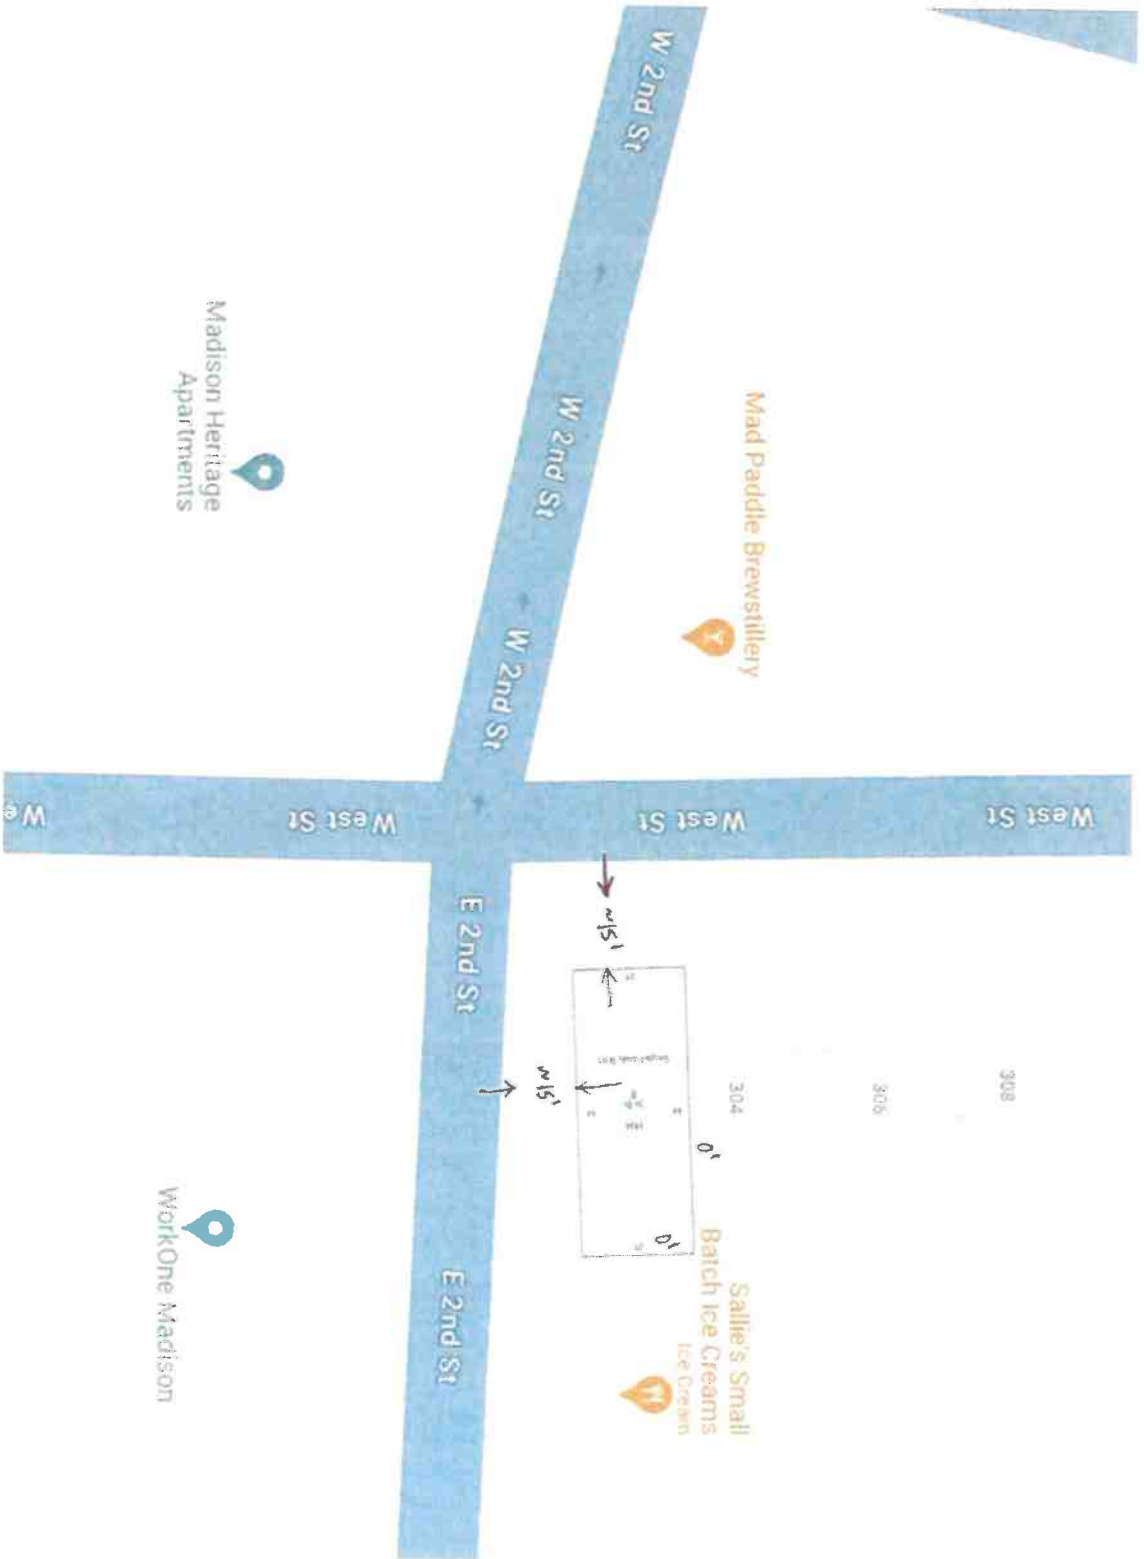 W 2nd St
W 2nd St
W 2nd St
Mad Paddle Brewstillery
Madison Heritage
Apartments
West St
West St
West St
We
E 2nd St
E 2nd St
~15'
~15'
0'
0'
304
306
308
Sallie's Small
Batch Ice Creams
Ice Cream
WorkOne Madison